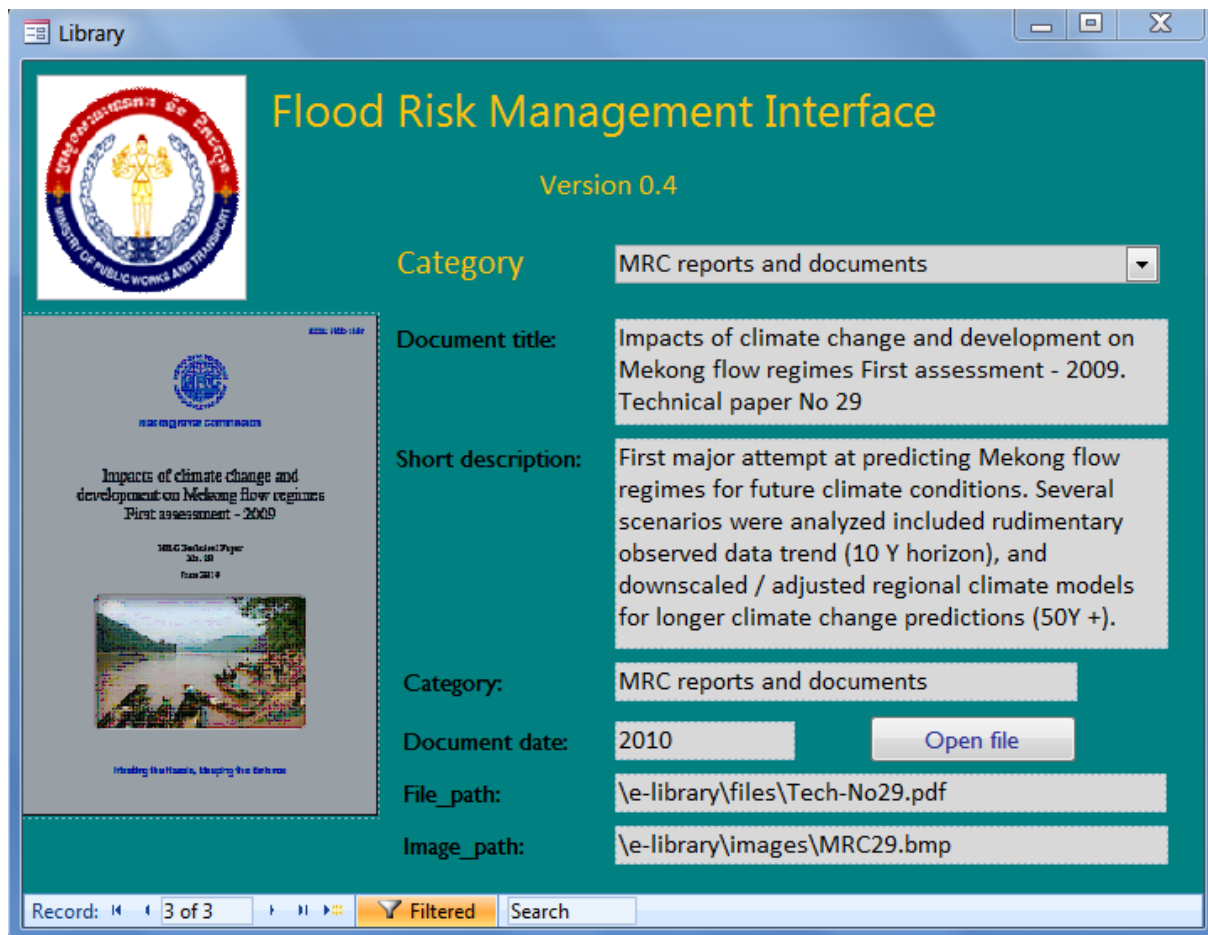 Library
Flood Risk Management Interface
Version 0.4
MINISTRY OF PUBLIC WORKS AND TRANSPORT
Category
MRC reports and documents
Mekong River Commission
Impacts of climate change and
development on Mekong flow regimes
First assessment - 2009
MRC Technical Paper
Document title:
Impacts of climate change and development on
Mekong flow regimes First assessment - 2009.
Technical paper No 29
Short description:
First major attempt at predicting Mekong flow
regimes for future climate conditions. Several
scenarios were analyzed included rudimentary
observed data trend (10 Y horizon), and
downscaled / adjusted regional climate models
for longer climate change predictions (50Y +).
Category:
MRC reports and documents
Document date:
2010
Open file
File_path:
\e-library\files\Tech-No29.pdf
Image_path:
\e-library\images\MRC29.bmp
Record:
3 of 3
Filtered
Search